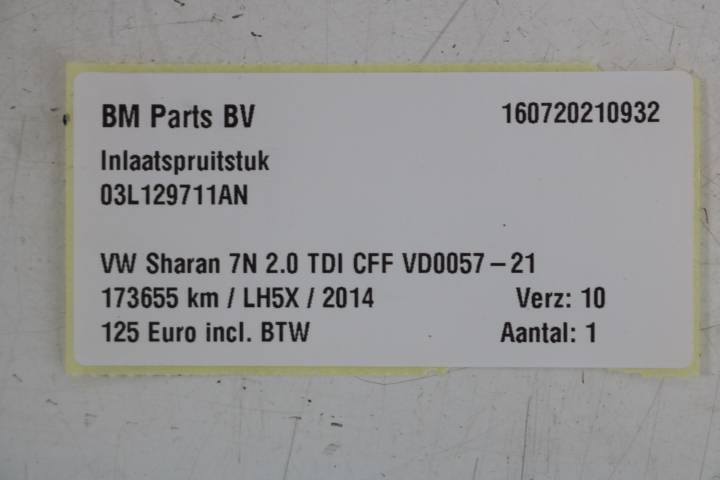 BM Parts BV 160720210932
Inlaatspruitstuk
03L129711AN
VW Sharan 7N 2.0 TDI CFF VD0057-21
173655 km / LH5X / 2014 Verz: 10
125 Euro incl. BTW Aantal: 1